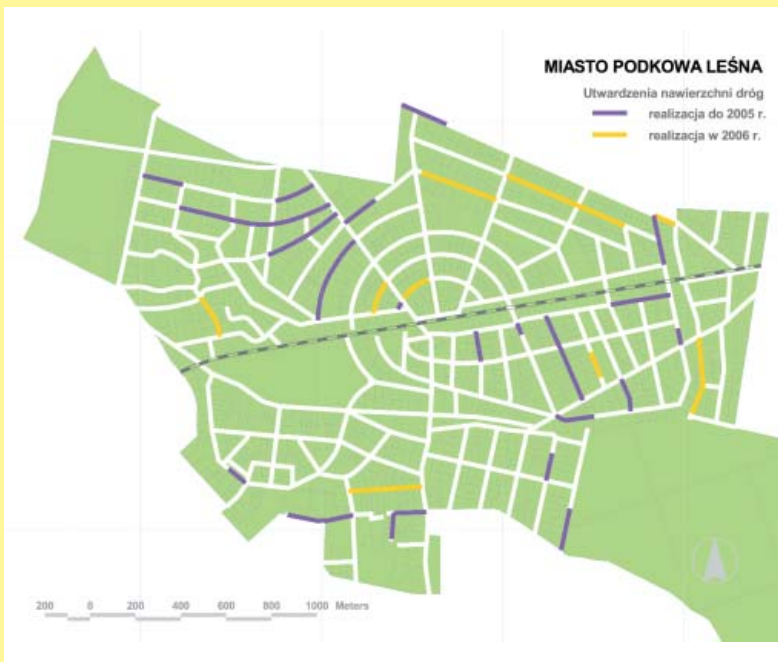 MIASTO PODKOWA LEŚNA
Utwardzenia nawierzchni dróg
realizacja do 2005 r.
realizacja w 2006 r.
200 0 200 400 600 800 1000 Meters